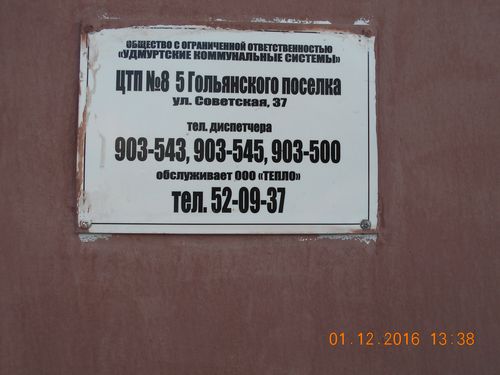 ОБЩЕСТВО С ОГРАНИЧЕННОЙ ОТВЕТСТВЕННОСТЬЮ
«УДМУРТСКИЕ КОММУНАЛЬНЫЕ СИСТЕМЫ»
ЦТП №8 5 Гольянского поселка
ул. Советская, 37
тел. диспетчера
903-543, 903-545, 903-500
обслуживает ООО «ТЕПЛО»
тел. 52-09-37
01.12.2016 13:38